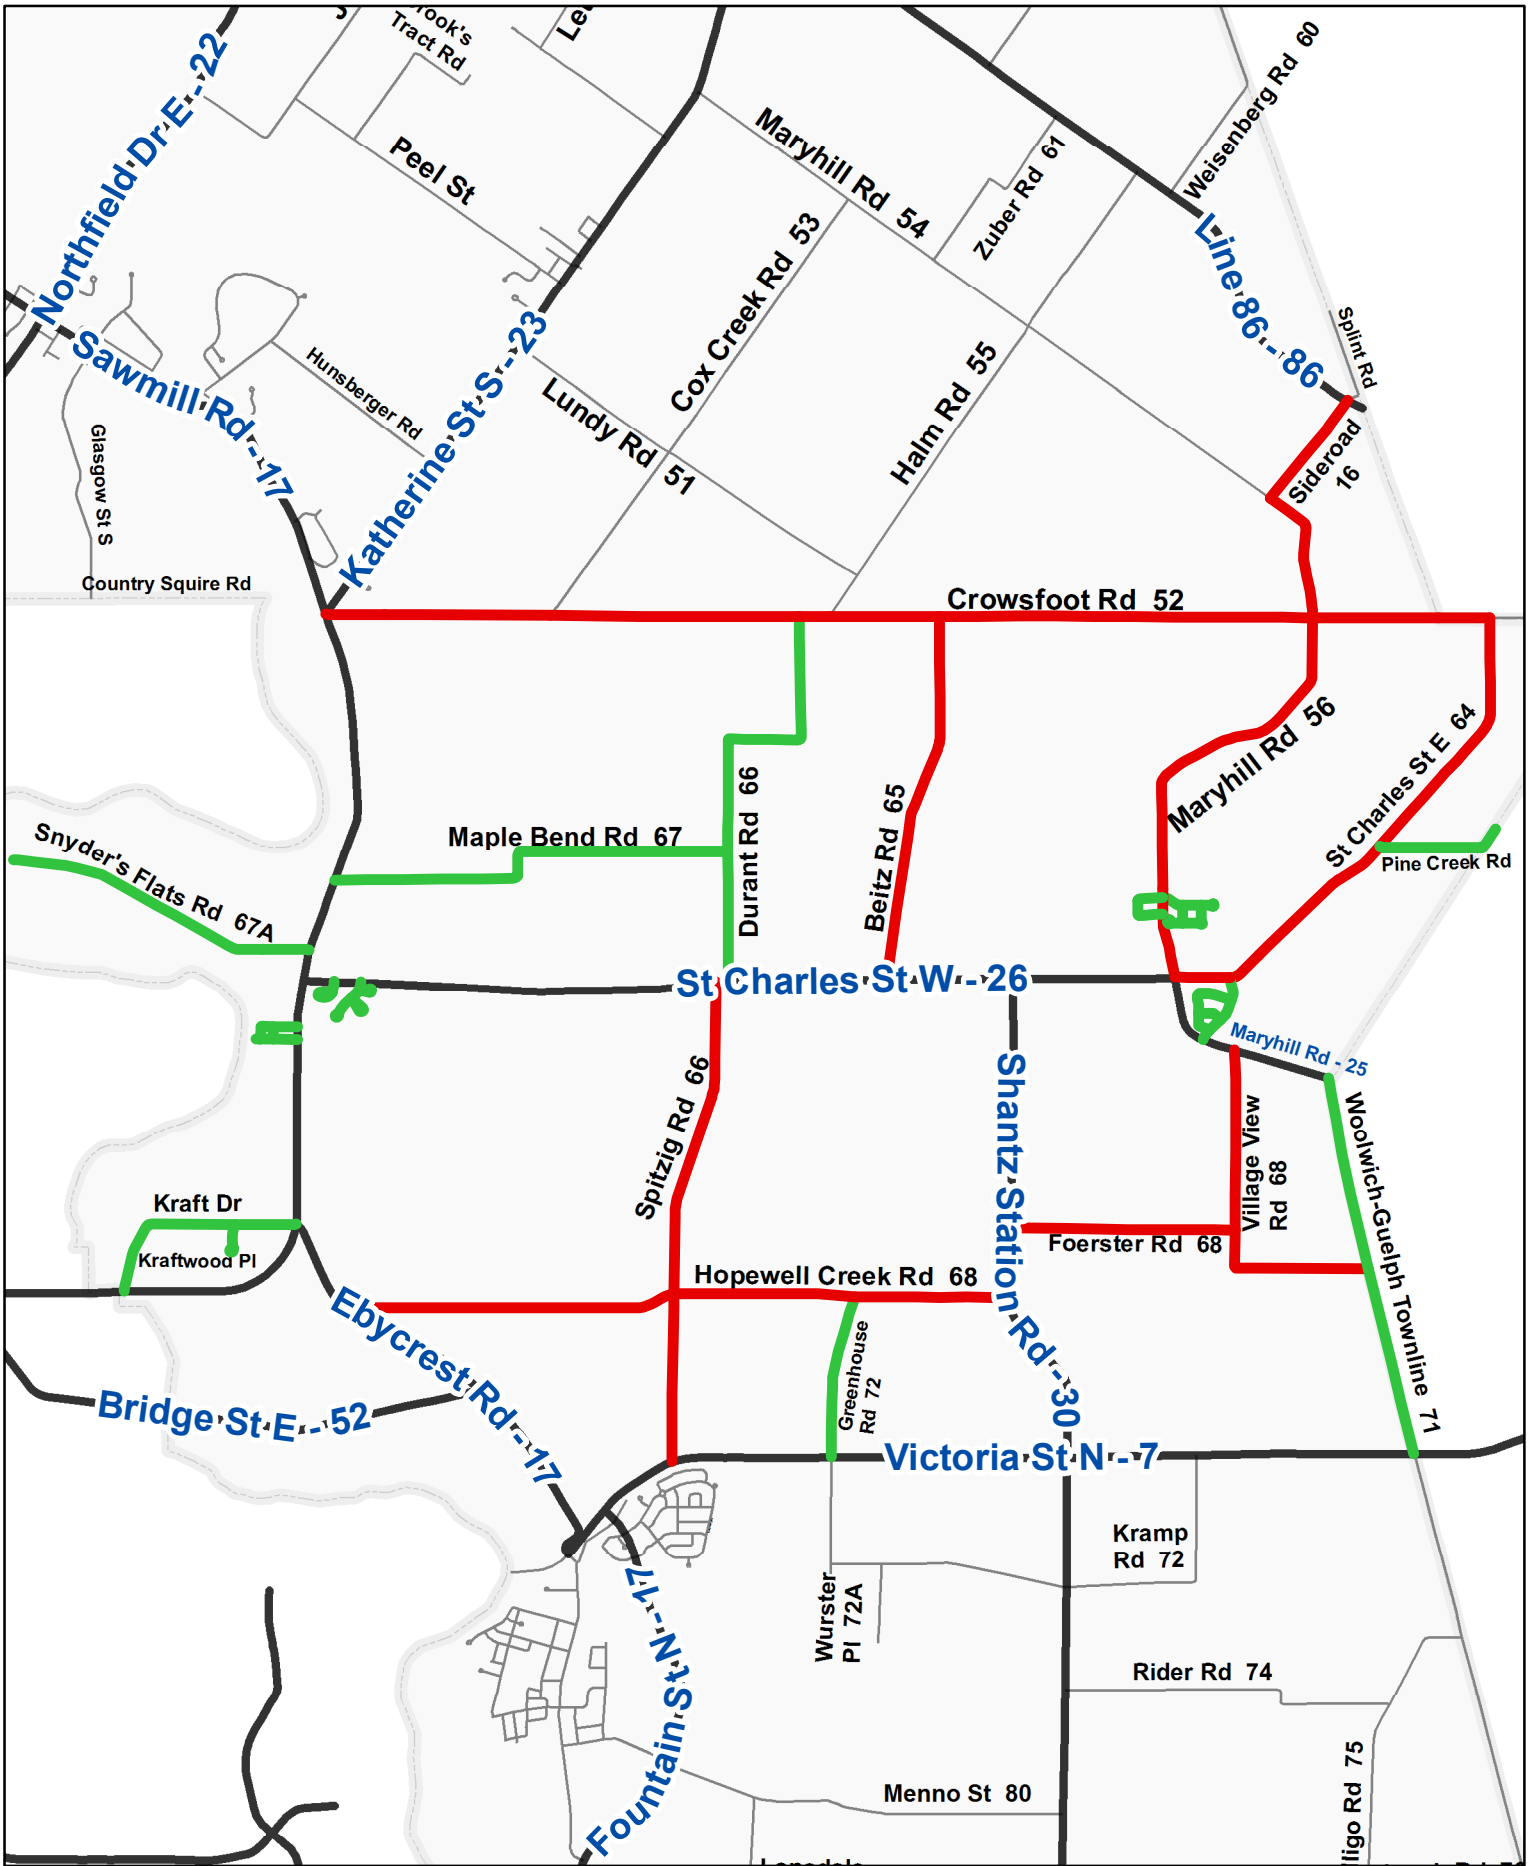 Tract Rd
Northfield Dr E - 22
Peel St
Maryhill Rd 54
Zuber Rd 61
Weisenberg Rd 60
Line 86 - 86
Splint Rd
Sideroad
16
Sawmill Rd - 17
Hunsberger Rd
Katherine St S - 23
Cox Creek Rd 53
Lundy Rd 51
Halm Rd 55
Glasgow St S
Country Squire Rd
Crowsfoot Rd 52
Maryhill Rd 56
St Charles St E 64
Pine Creek Rd
Snyder's Flats Rd 67A
Maple Bend Rd 67
Durant Rd 66
Beitz Rd 65
St Charles St W - 26
Maryhill Rd - 25
Shantz Station Rd - 30
Spitzig Rd 66
Village View
Rd 68
Woolwich-Guelph Townline 71
Kraft Dr
Kraftwood Pl
Foerster Rd 68
Hopewell Creek Rd 68
Ebycrest Rd - 17
Greenhouse
Rd 72
Bridge St E - 52
Victoria St N - 7
Kramp
Rd 72
Wurster
Pl 72A
Fountain St N - 17
Rider Rd 74
Menno St 80